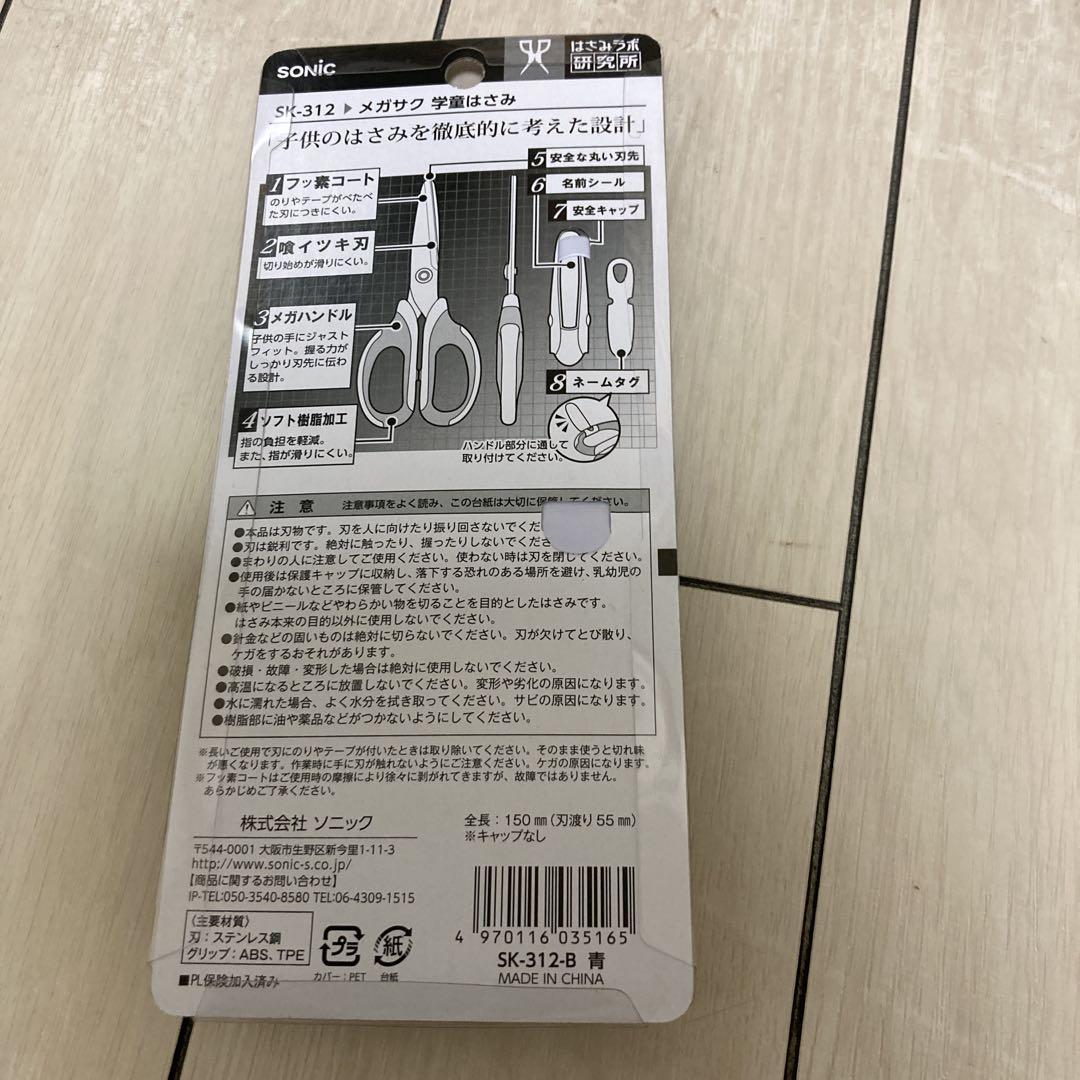 SONiC
はさみラボ
研究所
SK-312 ▶ メガサク 学童はさみ
「子供のはさみを徹底的に考えた設計」
1 フッ素コート
のりやテープがべたべ
た刃につきにくい。
2 喰イツキ刃
切り始めが滑りにくい。
3 メガハンドル
子供の手にジャスト
フィット。握る力が
しっかり刃先に伝わ
る設計。
4 ソフト樹脂加工
指の負担を軽減。
また、指が滑りにくい。
5 安全な丸い刃先
6 名前シール
7 安全キャップ
8 ネームタグ
ハンドル部分に通して
取り付けてください。
注意 注意事項をよく読み、この台紙は大切に保管してください。
●本品は刃物です。刃を人に向けたり振り回さないでくだ
●刃は鋭利です。絶対に触ったり、握ったりしないでくださ
●まわりの人に注意してご使用ください。使わない時は刃を閉じてください。
●使用後は保護キャップに収納し、落下する恐れのある場所を避け、乳幼児の
手の届かないところに保管してください。
●紙やビニールなどやわらかい物を切ることを目的としたはさみです。
はさみ本来の目的以外に使用しないでください。
●針金などの固いものは絶対に切らないでください。刃が欠けてとび散り、
ケガをするおそれがあります。
●破損・故障・変形した場合は絶対に使用しないでください。
●高温になるところに放置しないでください。変形や劣化の原因になります。
●水に濡れた場合、よく水分を拭き取ってください。サビの原因になります。
●樹脂部に油や薬品などがつかないようにしてください。
※長いご使用で刃にのりやテープが付いたときは取り除いてください。そのまま使うと切れ味
が悪くなります。作業時に手に刃が触れないようにご注意ください。ケガの原因になります。
※フッ素コートはご使用時の摩擦により徐々に剥がれてきますが、故障ではありません。
あらかじめご了承ください。
株式会社 ソニック
〒544-0001 大阪市生野区新今里1-11-3
http://www.sonic-s.co.jp/
【商品に関するお問い合わせ】
IP-TEL:050-3540-8580 TEL:06-4309-1515
〈主要材質〉
刃：ステンレス鋼
グリップ：ABS、TPE
■PL保険加入済み
プラ
カバー：PET
紙
台紙
全長：150㎜(刃渡り55㎜)
※キャップなし
4 970116 035165
SK-312-B 青
MADE IN CHINA